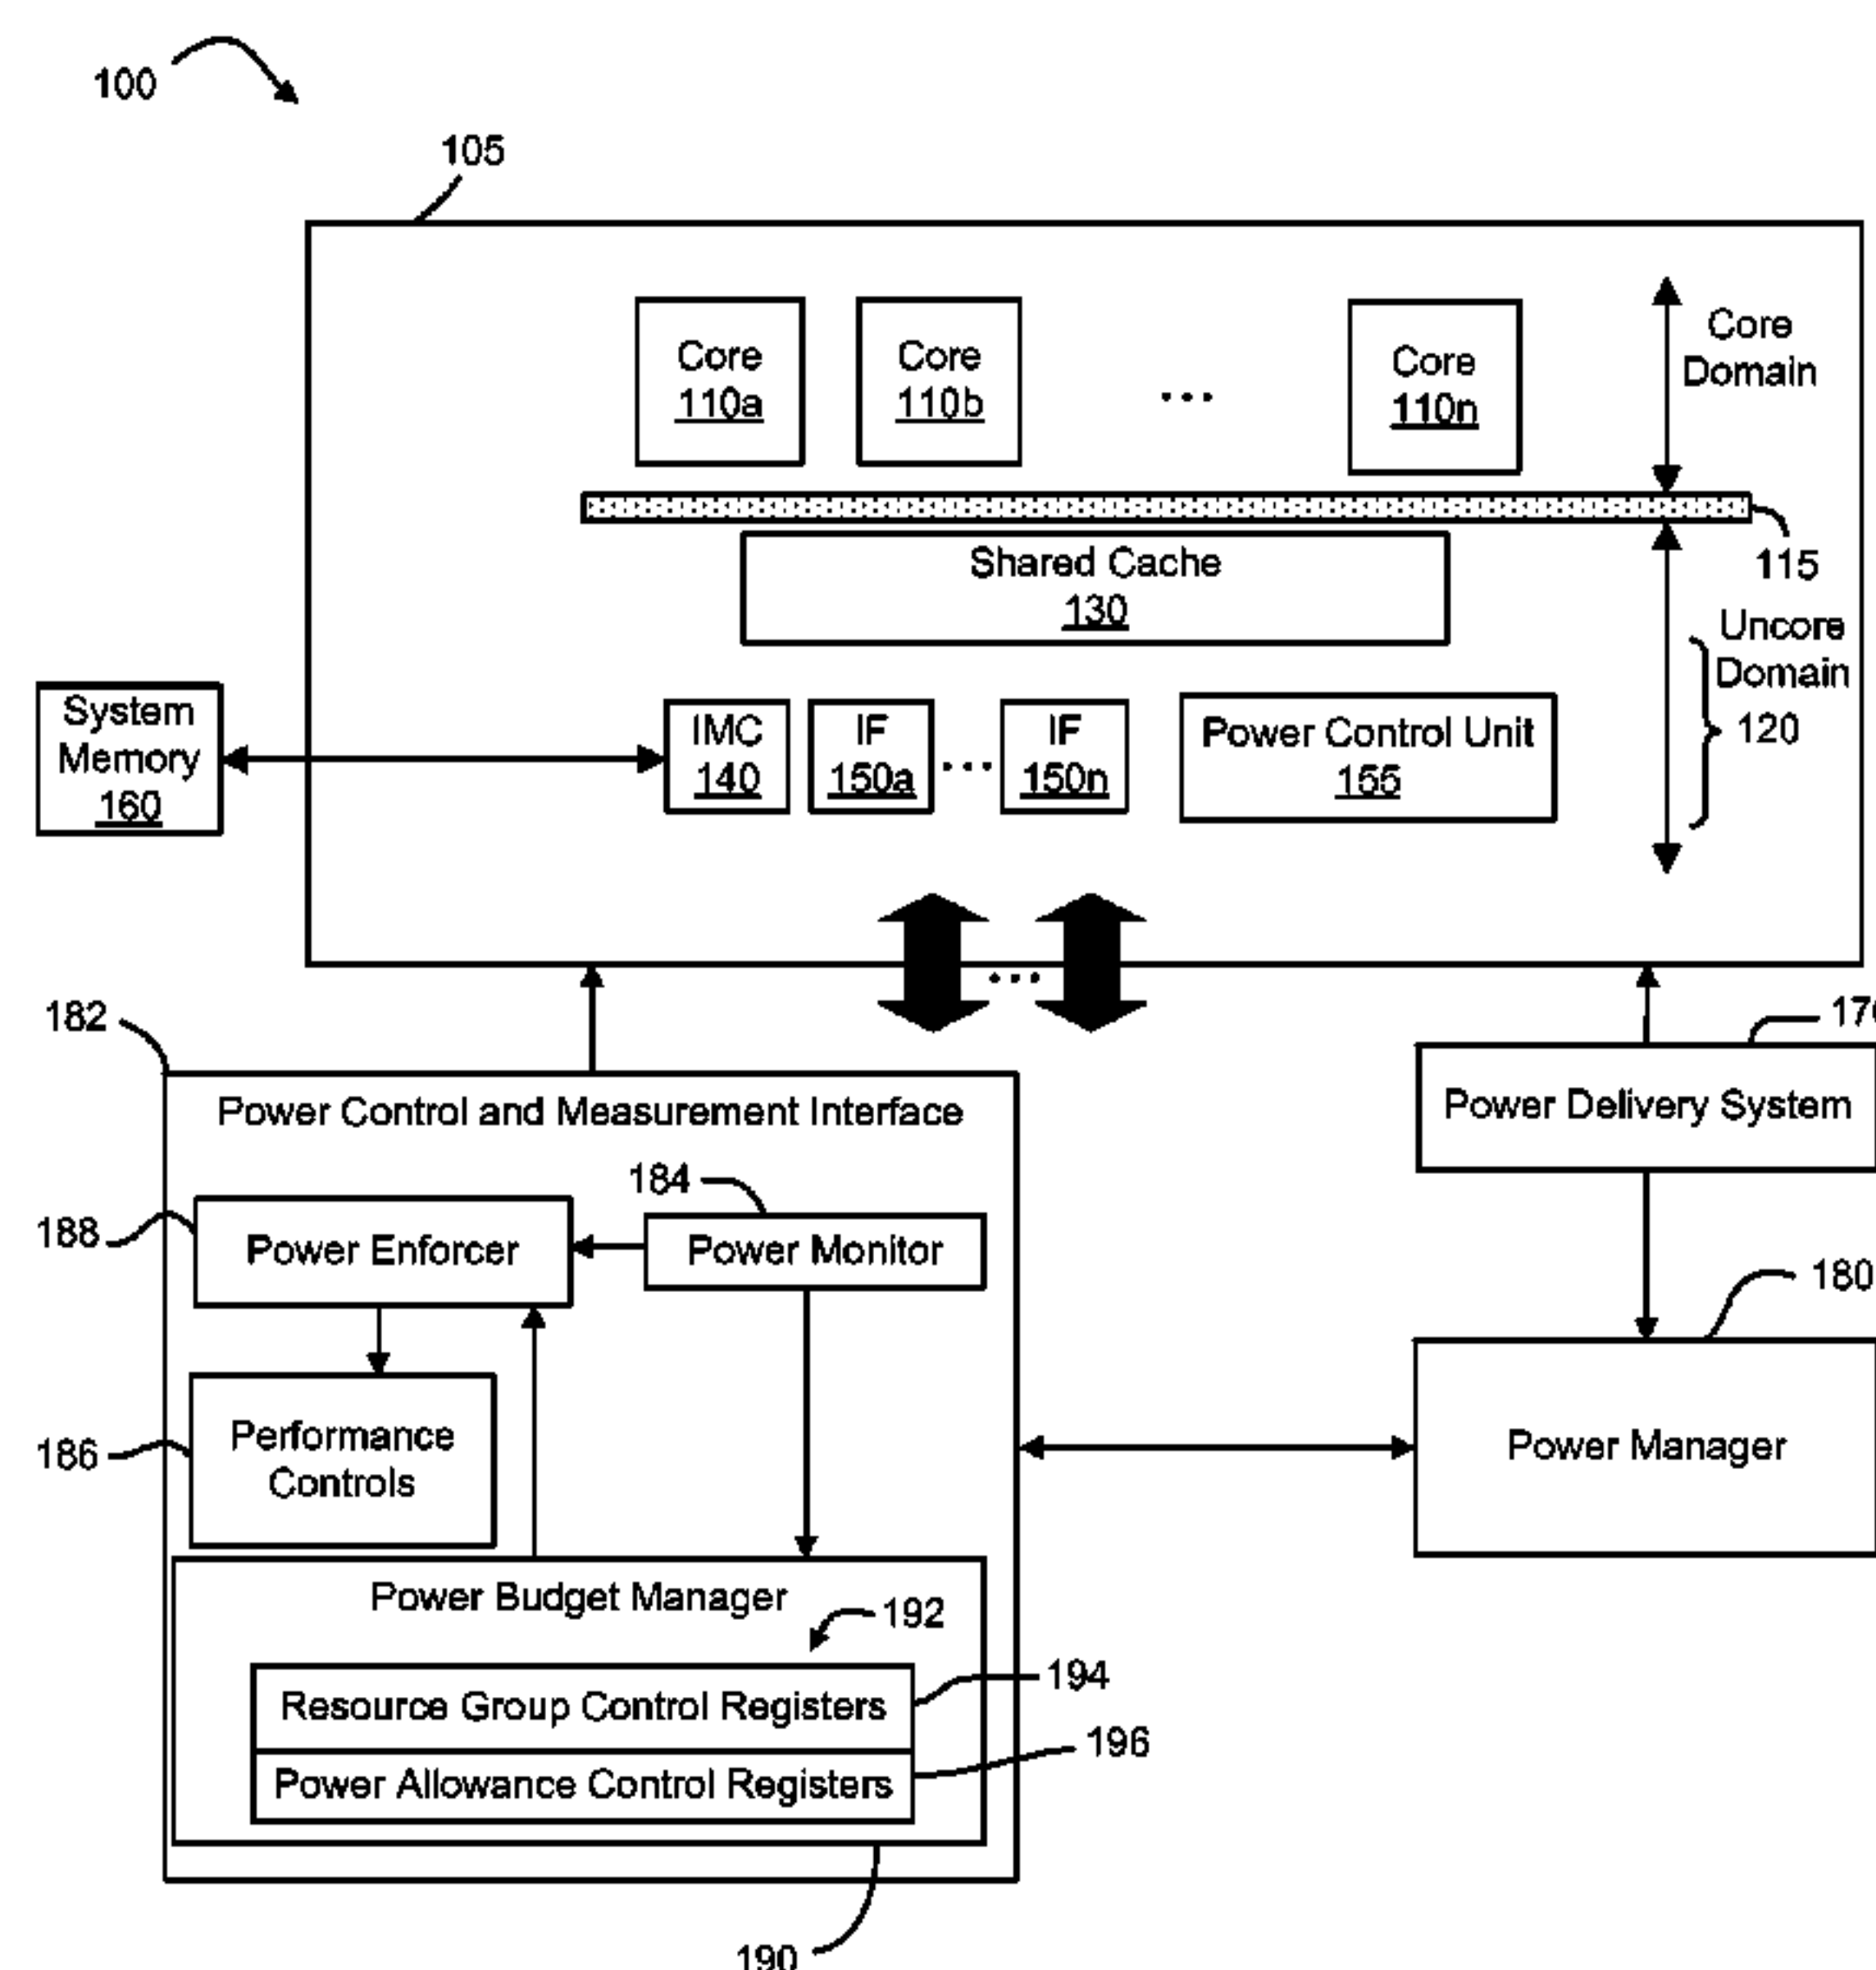 100
105
Core
110a
Core
110b
...
Core
110n
Core
Domain
115
Shared Cache
130
Uncore
Domain
120
System
Memory
160
IMC
140
IF
150a
...
IF
150n
Power Control Unit
155
...
182
170
Power Control and Measurement Interface
Power Delivery System
184
188
Power Enforcer
Power Monitor
180
186
Performance
Controls
Power Manager
Power Budget Manager
192
194
Resource Group Control Registers
196
Power Allowance Control Registers
190